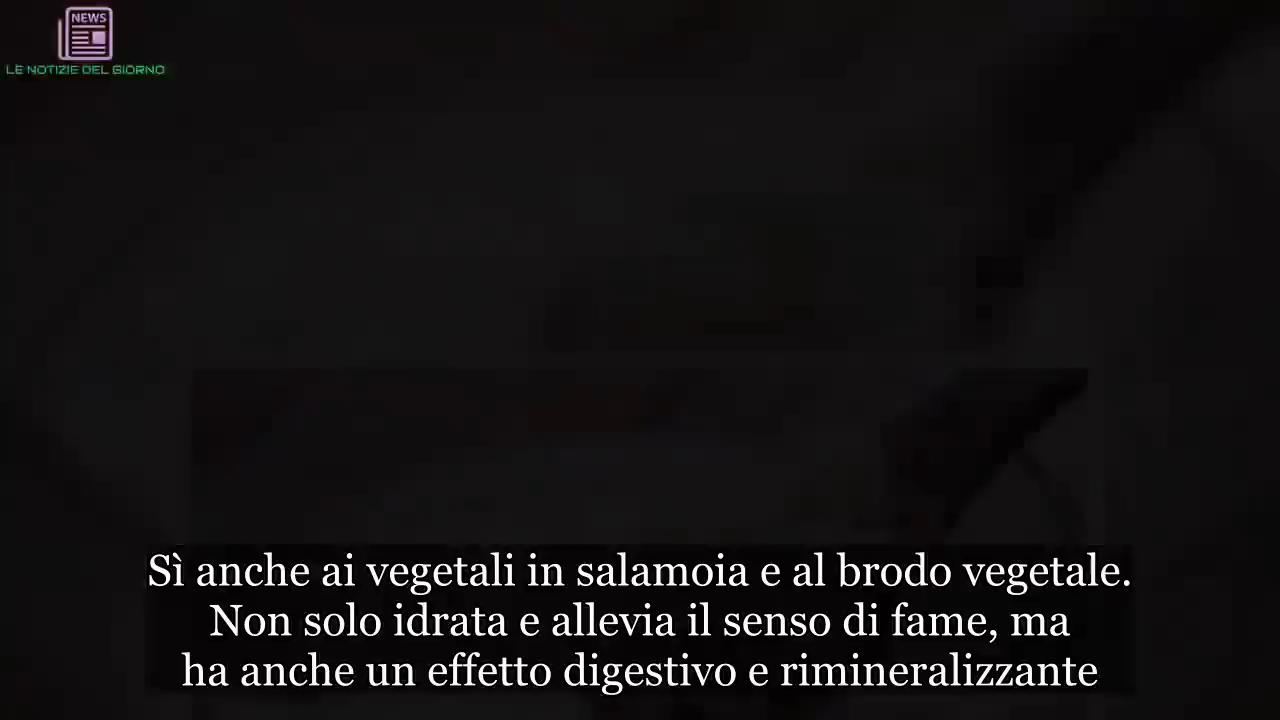 NEWS
LE NOTIZIE DEL GIORNO
Sì anche ai vegetali in salamoia e al brodo vegetale.
Non solo idrata e allevia il senso di fame, ma
ha anche un effetto digestivo e rimineralizzante